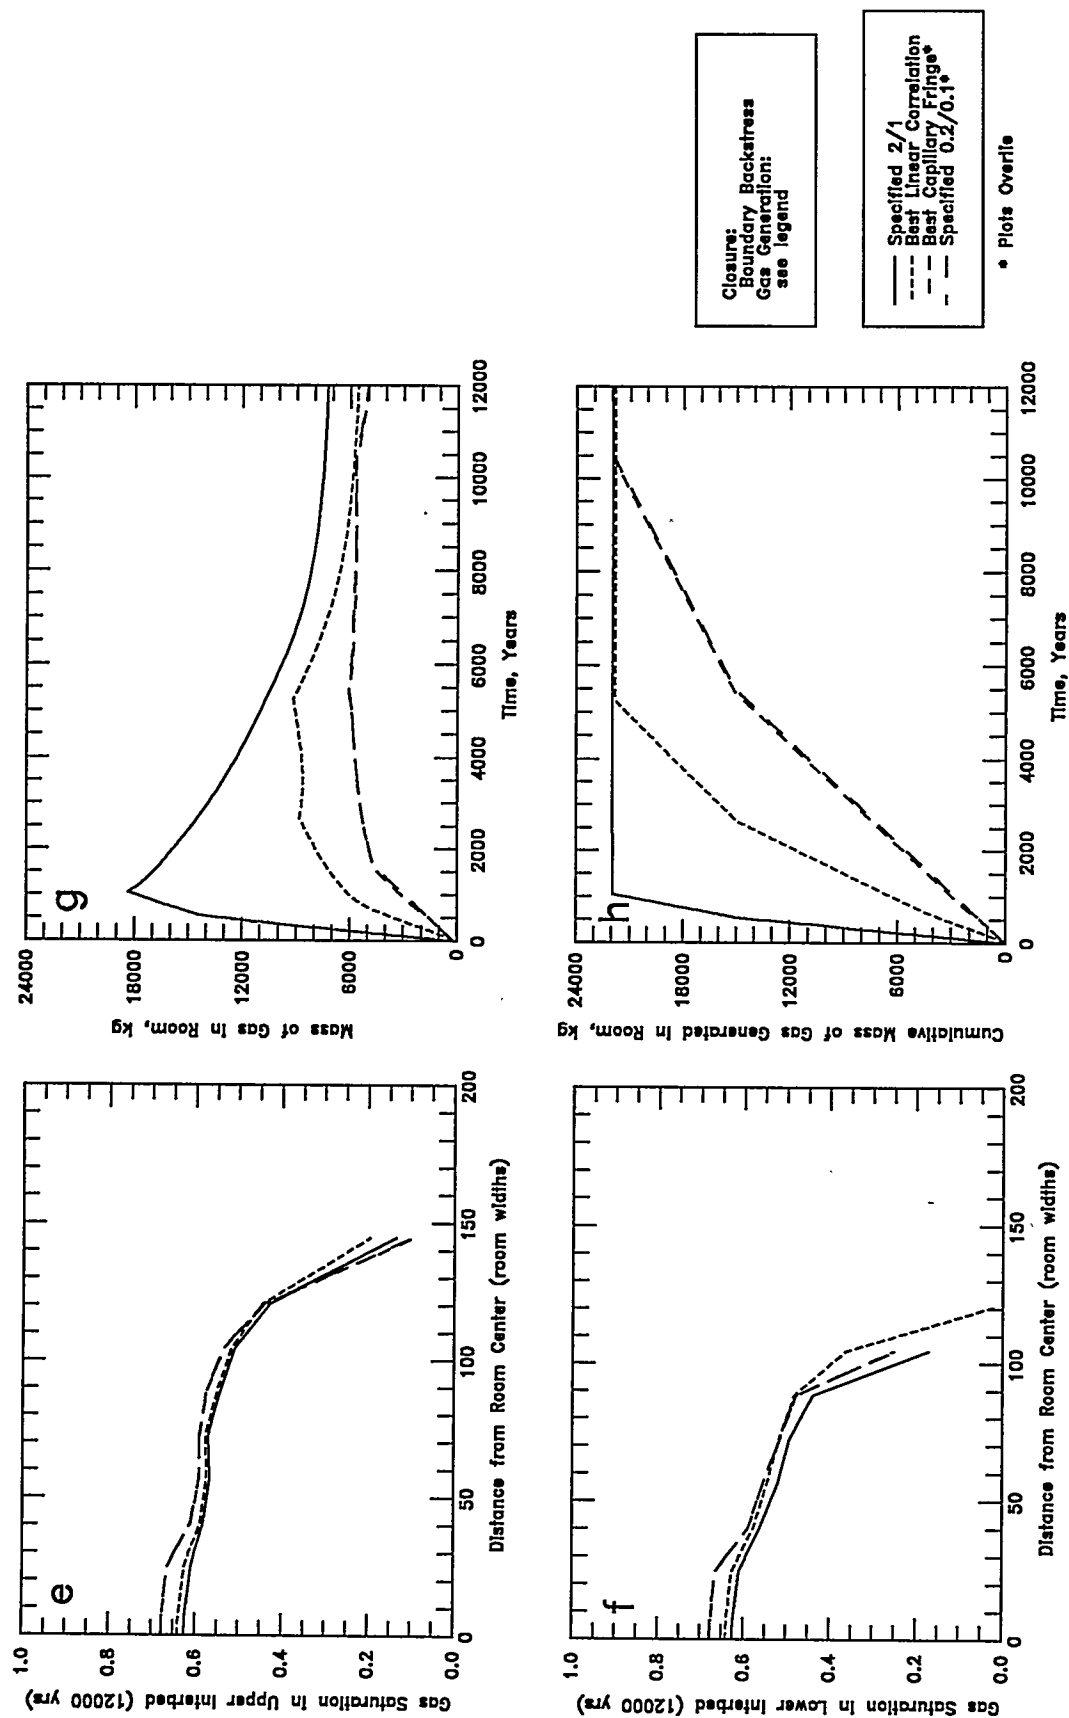 e
Gas Saturation in Upper Interbed (12000 yrs)
1.0
0.8
0.6
0.4
0.2
0.0
0
50
100
150
200
Distance from Room Center (room widths)
g
Mass of Gas in Room, kg
24000
18000
12000
6000
0
0
2000
4000
6000
8000
10000
12000
Time, Years
f
Gas Saturation in Lower Interbed (12000 yrs)
1.0
0.8
0.6
0.4
0.2
0.0
0
50
100
150
200
Distance from Room Center (room widths)
h
Cumulative Mass of Gas Generated in Room, kg
24000
18000
12000
6000
0
0
2000
4000
6000
8000
10000
12000
Time, Years
Closure:
Boundary Backstress
Gas Generation:
see legend
Specified 2/1
Best Linear Correlation
Best Capillary Fringe*
Specified 0.2/0.1*
* Plots Overlie